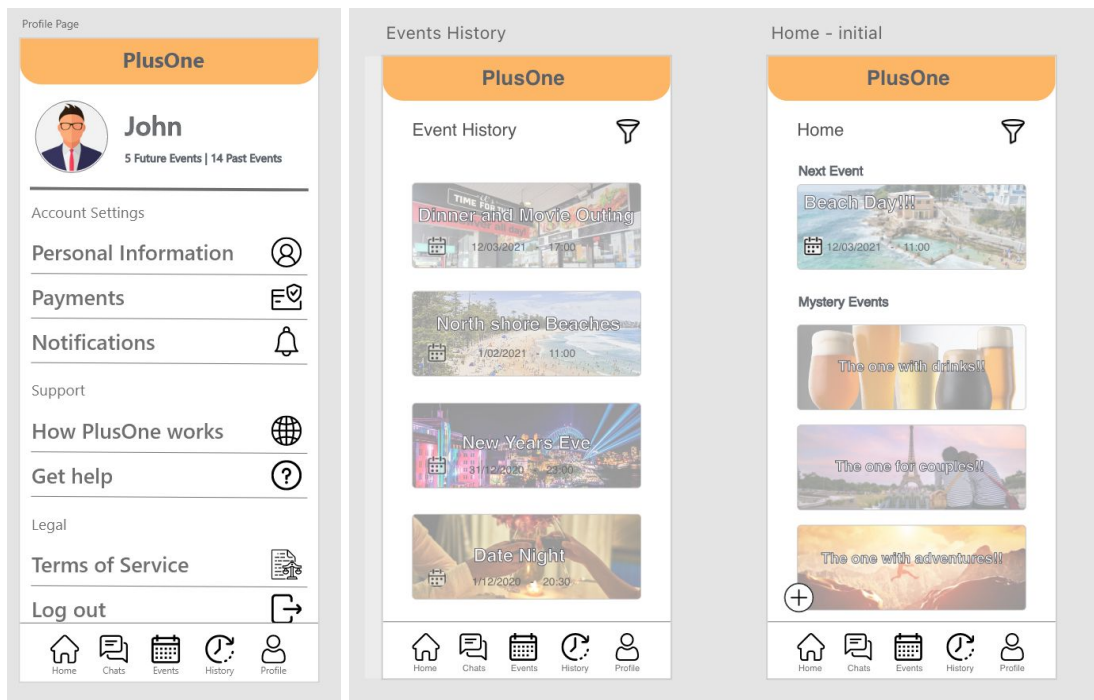 Profile Page
PlusOne
John
5 Future Events | 14 Past Events
Account Settings
Personal Information
Payments
Notifications
Support
How PlusOne works
Get help
Legal
Terms of Service
Log out
Home Chats Events History Profile
Events History
PlusOne
Event History
TIME FOR
all day!
Dinner and Movie Outing
12/03/2021 - 17:00
North shore Beaches
1/02/2021 - 11:00
New Years Eve
31/12/2020 - 23:00
Date Night
1/12/2020 - 20:30
Home Chats Events History Profile
Home - initial
PlusOne
Home
Next Event
Beach Day!!!
12/03/2021 - 11:00
Mystery Events
The one with drinks!!
The one for couples!!
The one with adventures!!
Home Chats Events History Profile